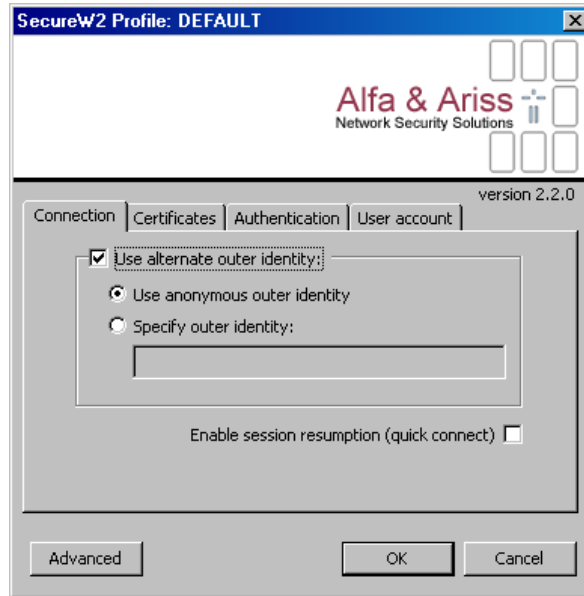 SecureW2 Profile: DEFAULT
Alfa & Ariss
Network Security Solutions
version 2.2.0
Connection Certificates Authentication User account
Use alternate outer identity:
Use anonymous outer identity
Specify outer identity:
Enable session resumption (quick connect)
Advanced OK Cancel